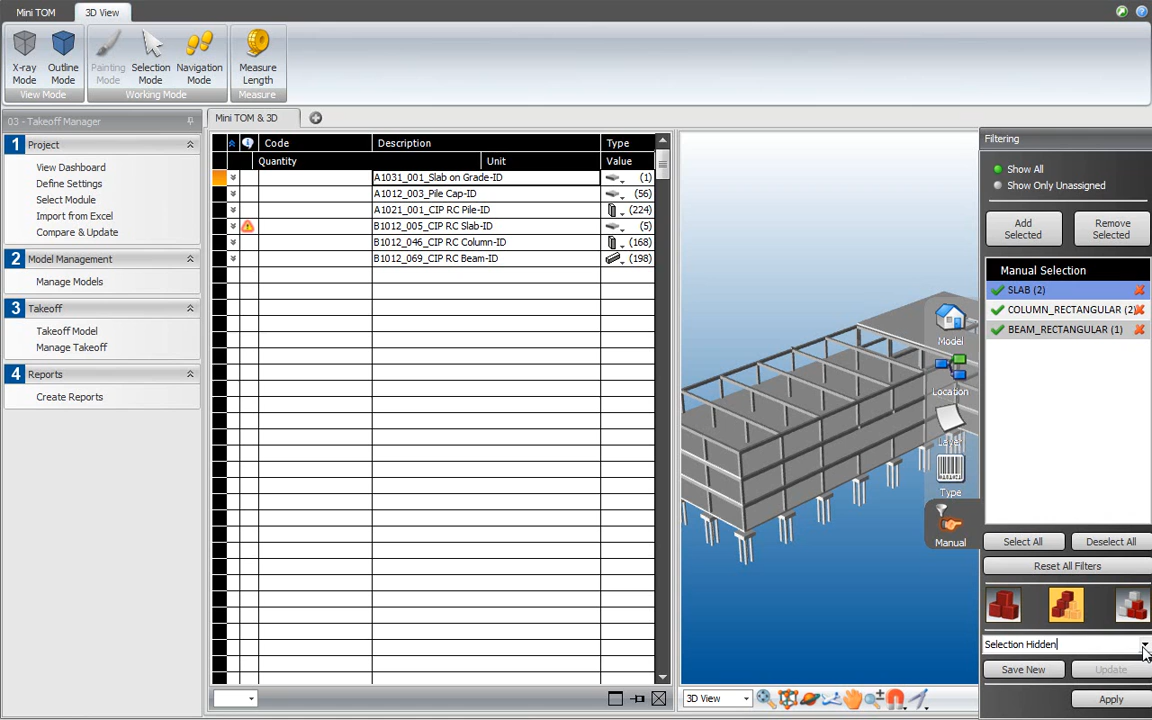 Mini TOM 3D View
X-ray Mode
Outline Mode
Painting Mode
Selection Mode
Navigation Mode
Measure Length
View Mode
Working Mode
Measure
03 - Takeoff Manager
1 Project
View Dashboard
Define Settings
Select Module
Import from Excel
Compare & Update
2 Model Management
Manage Models
3 Takeoff
Takeoff Model
Manage Takeoff
4 Reports
Create Reports
Mini TOM & 3D
Code Description Type
Quantity Unit Value
A1031_001_Slab on Grade-ID (1)
A1012_003_Pile Cap-ID (56)
A1021_001_CIP RC Pile-ID (224)
B1012_005_CIP RC Slab-ID (5)
B1012_046_CIP RC Column-ID (168)
B1012_069_CIP RC Beam-ID (198)
3D View
Model
Location
Layer
Type
Manual
Filtering
Show All
Show Only Unassigned
Add Selected
Remove Selected
Manual Selection
SLAB (2)
COLUMN_RECTANGULAR (2)
BEAM_RECTANGULAR (1)
Select All Deselect All
Reset All Filters
Selection Hidden
Save New Update
Apply